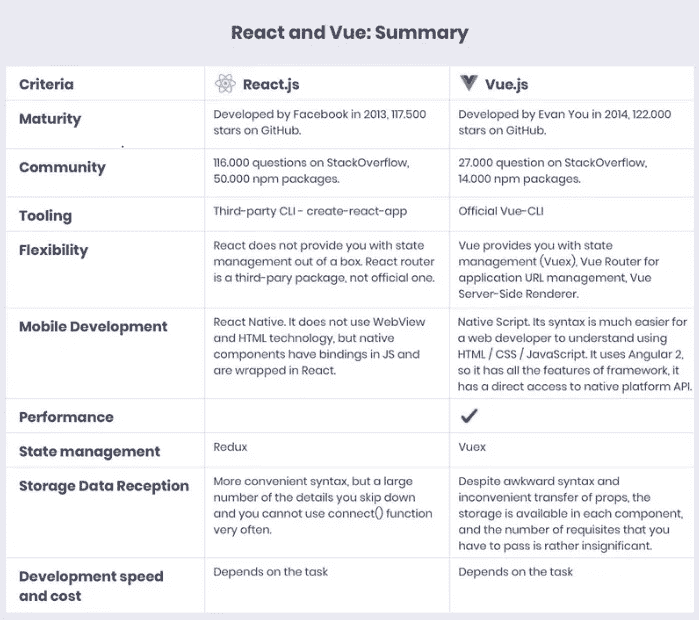 React and Vue: Summary
Criteria
React.js
Vue.js
Maturity
Developed by Facebook in 2013, 117.500
stars on GitHub.
Developed by Evan You in 2014, 122.000
stars on GitHub.
Community
116.000 questions on StackOverflow,
50.000 npm packages.
27.000 question on StackOverflow,
14.000 npm packages.
Tooling
Third-party CLI - create-react-app
Official Vue-CLI
Flexibility
React does not provide you with state
management out of a box. React router
is a third-pary package, not official one.
Vue provides you with state
management (Vuex), Vue Router for
application URL management, Vue
Server-Side Renderer.
Mobile Development
React Native. It does not use WebView
and HTML technology, but native
components have bindings in JS and
are wrapped in React.
Native Script. Its syntax is much easier for
a web developer to understand using
HTML / CSS / JavaScript. It uses Angular 2,
so it has all the features of framework, it
has a direct access to native platform API.
Performance
State management
Redux
Vuex
Storage Data Reception
More convenient syntax, but a large
number of the details you skip down
and you cannot use connect() function
very often.
Despite awkward syntax and
inconvenient transfer of props, the
storage is available in each component,
and the number of requisites that you
have to pass is rather insignificant.
Development speed
and cost
Depends on the task
Depends on the task